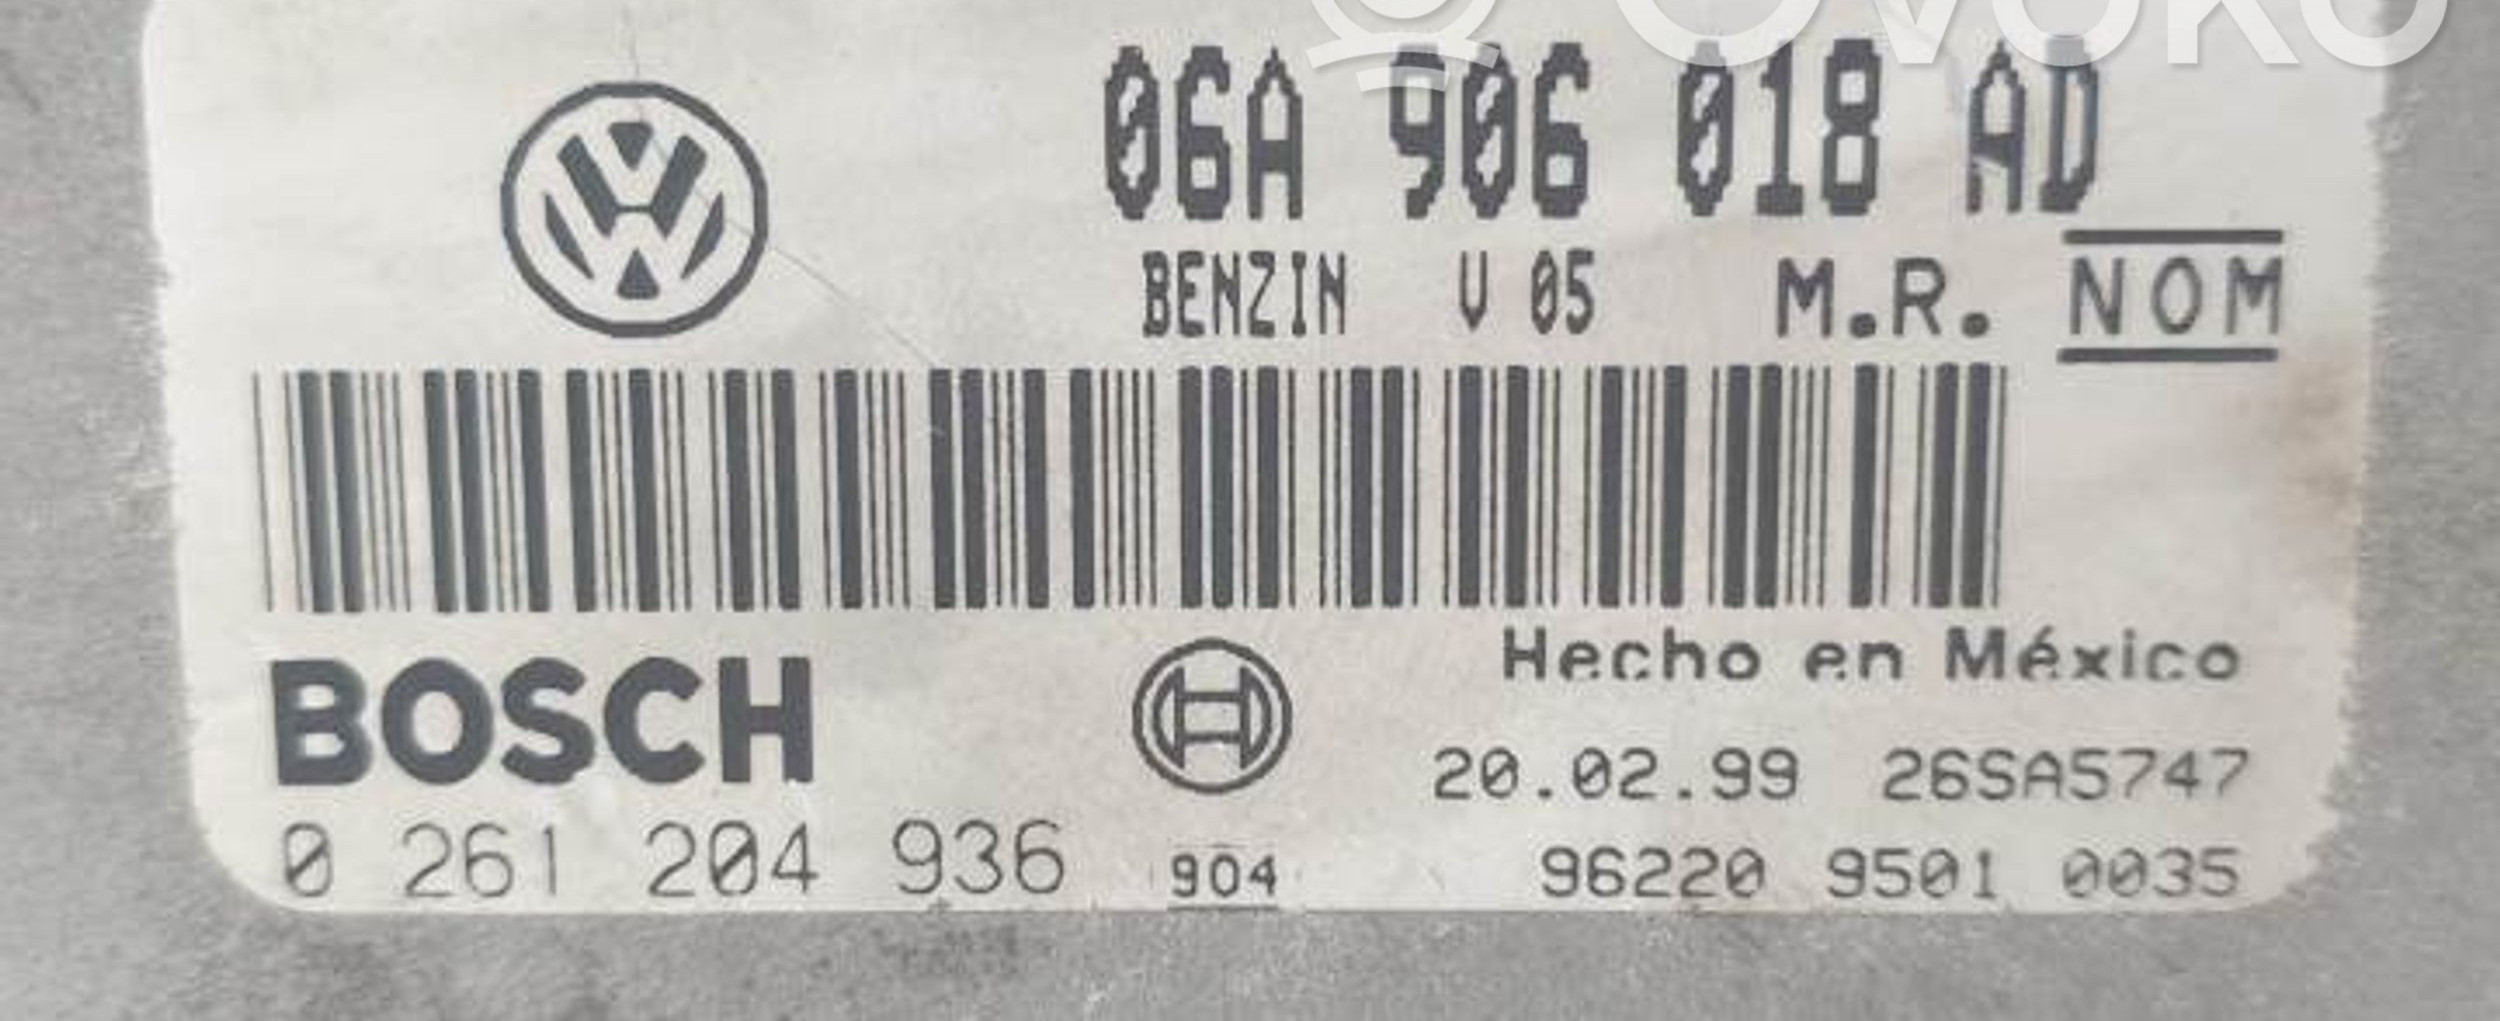 OVOKO
06A 906 018 AD
BENZIN V 05 M.R. NOM
BOSCH
Hecho en México
20.02.99 26SA5747
0 261 204 936 904 96220 9501 0035